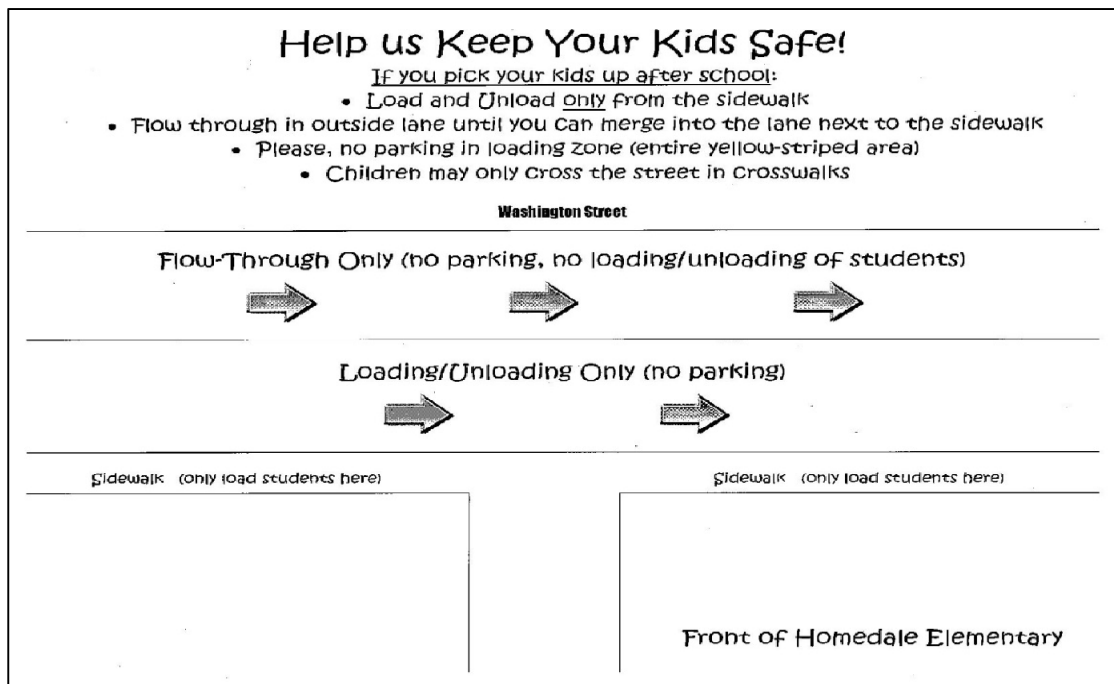 Help us Keep Your Kids Safe!
If you pick your kids up after school:
• Load and Unload only from the sidewalk
• Flow through in outside lane until you can merge into the lane next to the sidewalk
• Please, no parking in loading zone (entire yellow-striped area)
• Children may only cross the street in crosswalks
Washington Street
Flow-Through Only (no parking, no loading/unloading of students)
Loading/Unloading Only (no parking)
Sidewalk (only load students here) Sidewalk (only load students here)
Front of Homedale Elementary